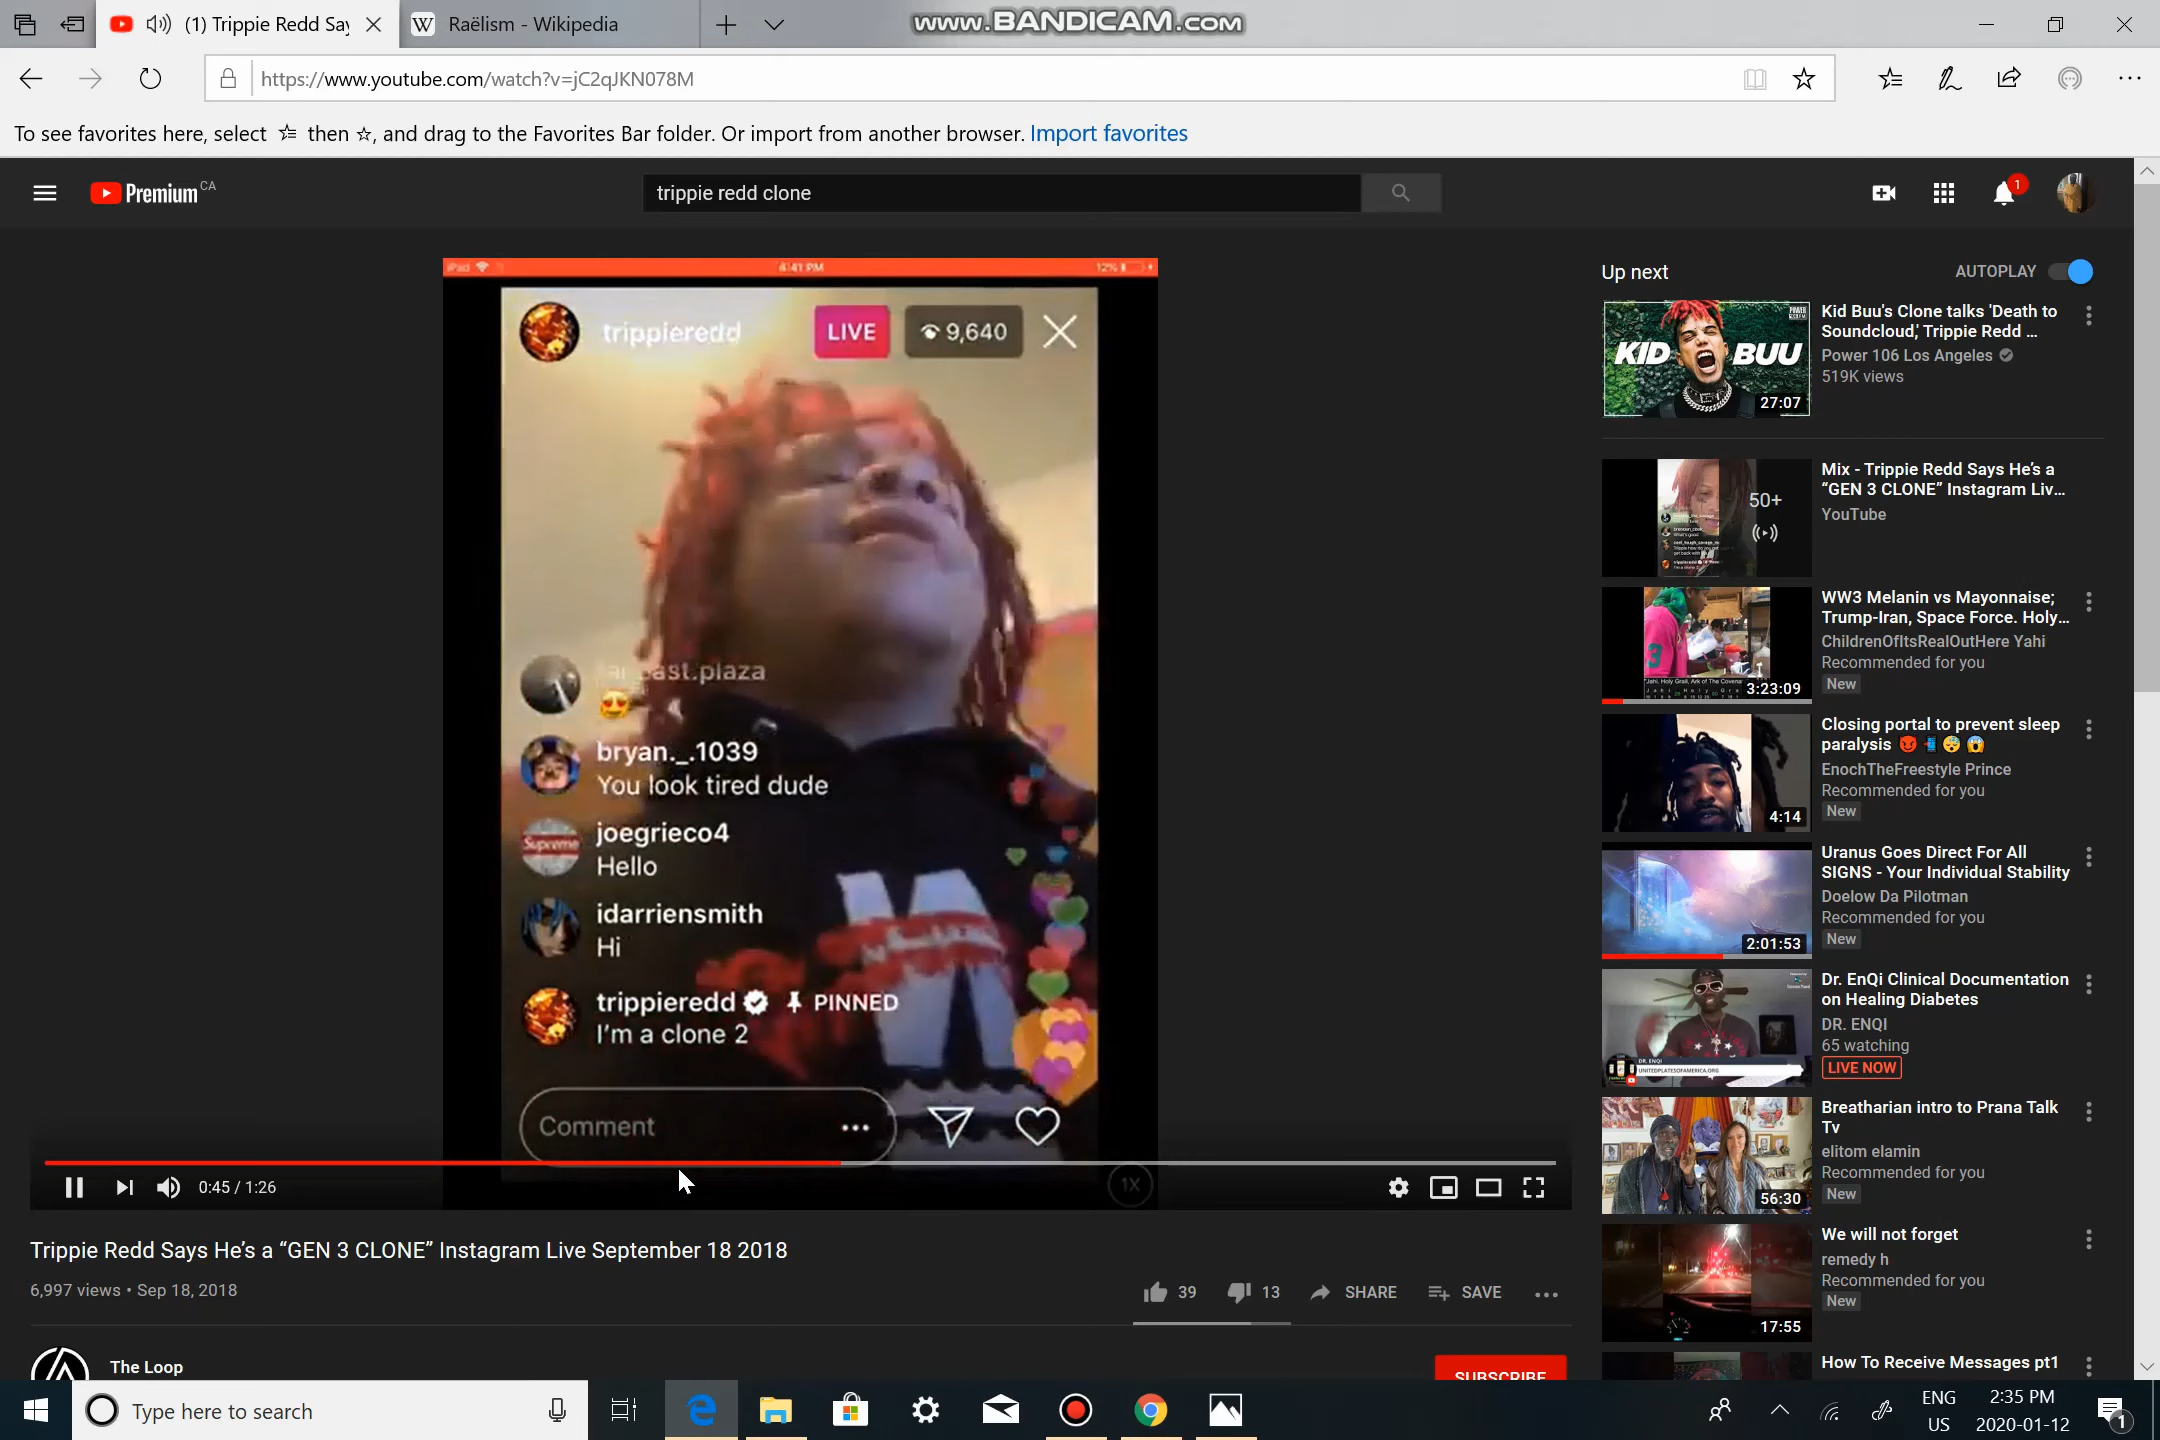 (1) Trippie Redd Say
W Raëlism - Wikipedia
www.BANDICAM.com
https://www.youtube.com/watch?v=jC2qJKN078M
To see favorites here, select then ☆, and drag to the Favorites Bar folder. Or import from another browser. Import favorites
Premium CA
trippie redd clone
1
iPad 4:41 PM 12%
trippieredd LIVE 9,640
east.plaza
bryan._.1039
You look tired dude
joegrieco4
Supreme
Hello
idarriensmith
Hi
trippieredd PINNED
I'm a clone 2
Comment
1X
0:45 / 1:26
Trippie Redd Says He's a “GEN 3 CLONE” Instagram Live September 18 2018
6,997 views • Sep 18, 2018
39 13 SHARE SAVE
The Loop
SUBSCRIBE
Up next AUTOPLAY
KID BUU
27:07
Kid Buu's Clone talks 'Death to
Soundcloud,' Trippie Redd ...
Power 106 Los Angeles
519K views
50+
Mix - Trippie Redd Says He's a
“GEN 3 CLONE” Instagram Liv...
YouTube
3:23:09
WW3 Melanin vs Mayonnaise;
Trump-Iran, Space Force. Holy...
ChildrenOfItsRealOutHere Yahi
Recommended for you
New
4:14
Closing portal to prevent sleep
paralysis 😈📲😴😱
EnochTheFreestyle Prince
Recommended for you
New
2:01:53
Uranus Goes Direct For All
SIGNS - Your Individual Stability
Doelow Da Pilotman
Recommended for you
New
DR. ENQI
UNITEDPLATESOFAMERICA.ORG
Dr. EnQi Clinical Documentation
on Healing Diabetes
DR. ENQI
65 watching
LIVE NOW
56:30
Breatharian intro to Prana Talk
Tv
elitom elamin
Recommended for you
New
17:55
We will not forget
remedy h
Recommended for you
New
How To Receive Messages pt1
Type here to search
ENG
US
2:35 PM
2020-01-12
1